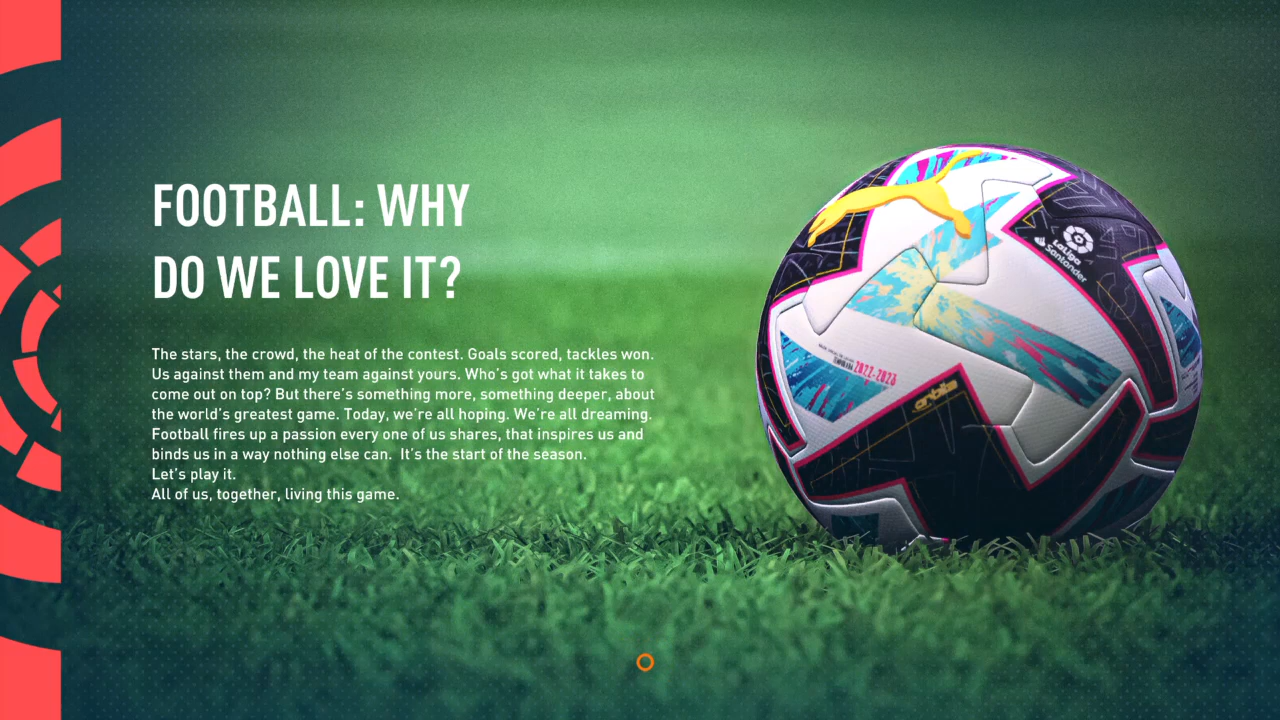 FOOTBALL: WHY
DO WE LOVE IT?
The stars, the crowd, the heat of the contest. Goals scored, tackles won.
Us against them and my team against yours. Who's got what it takes to
come out on top? But there's something more, something deeper, about
the world's greatest game. Today, we're all hoping. We're all dreaming.
Football fires up a passion every one of us shares, that inspires us and
binds us in a way nothing else can.  It's the start of the season.
Let's play it.
All of us, together, living this game.
LaLiga
Santander
2022-2023
orbita